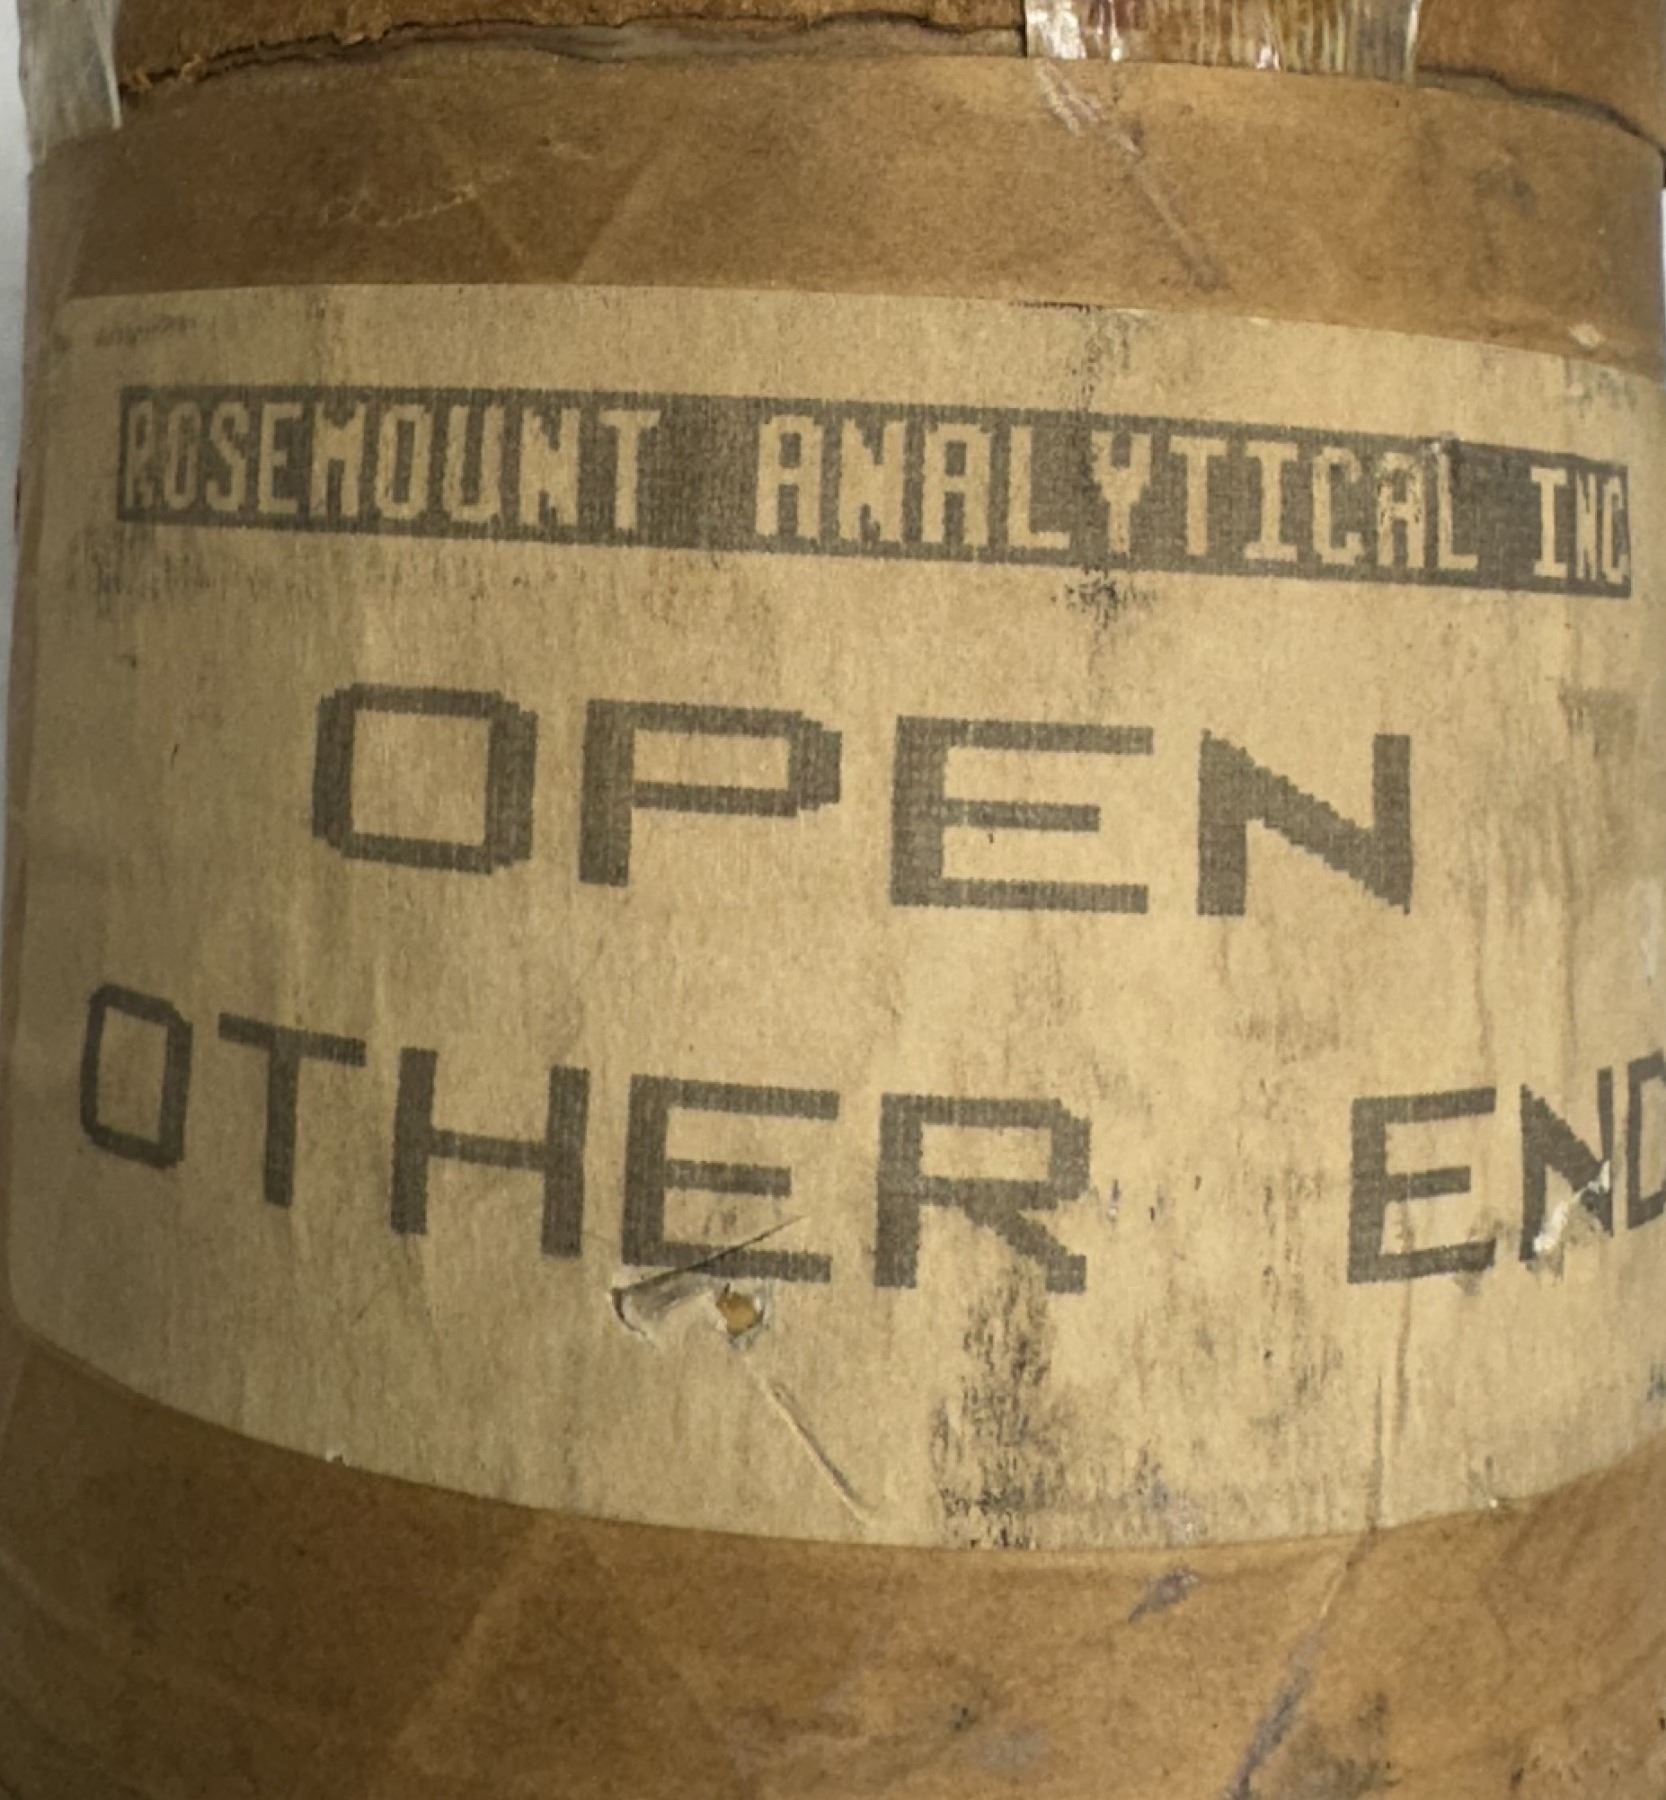 ROSEMOUNT ANALYTICAL INC
OPEN
OTHER END